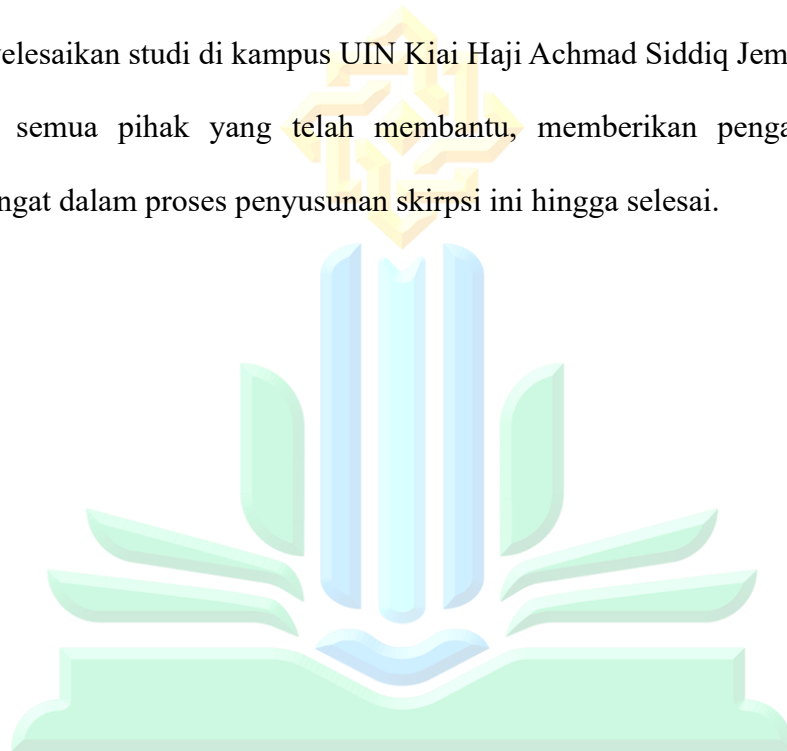 elesaikan studi di kampus UIN Kiai Haji Achmad Siddiq Jem
semua pihak yang telah membantu, memberikan penga
ngat dalam proses penyusunan skirpsi ini hingga selesai.